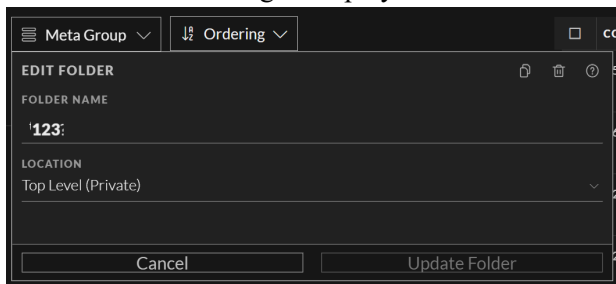 Meta Group
Ordering
EDIT FOLDER
FOLDER NAME
123
LOCATION
Top Level (Private)
Cancel
Update Folder